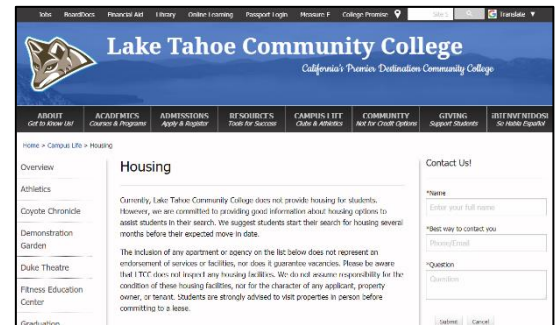 Jobs BoardDocs Financial Aid Library Online Learning Passport Login Measure F College Promise Translate
Lake Tahoe Community College
California's Premier Destination Community College
ABOUT ACADEMICS ADMISSIONS RESOURCES CAMPUS LIFE COMMUNITY GIVING ¡BIENVENIDOS!
Get to Know Us! Courses & Programs Apply & Register Tools for Success Clubs & Athletics Not for Credit Options Support Students Se Habla Español
Home > Campus Life > Housing
Overview
Athletics
Coyote Chronicle
Demonstration
Garden
Duke Theatre
Fitness Education
Center
Graduation
Housing
Currently, Lake Tahoe Community College does not provide housing for students.
However, we are committed to providing good information about housing options to
assist students in their search. We suggest students start their search for housing several
months before their expected move in date.
The inclusion of any apartment or agency on the list below does not represent an
endorsement of services or facilities, nor does it guarantee vacancies. Please be aware
that LTCC does not inspect any housing facilities. We do not assume responsibility for the
condition of these housing facilities, nor for the character of any applicant, property
owner, or tenant. Students are strongly advised to visit properties in person before
committing to a lease.
Contact Us!
*Name
Enter your full name
*Best way to contact you
Phone/Email
*Question
Question
Submit Cancel